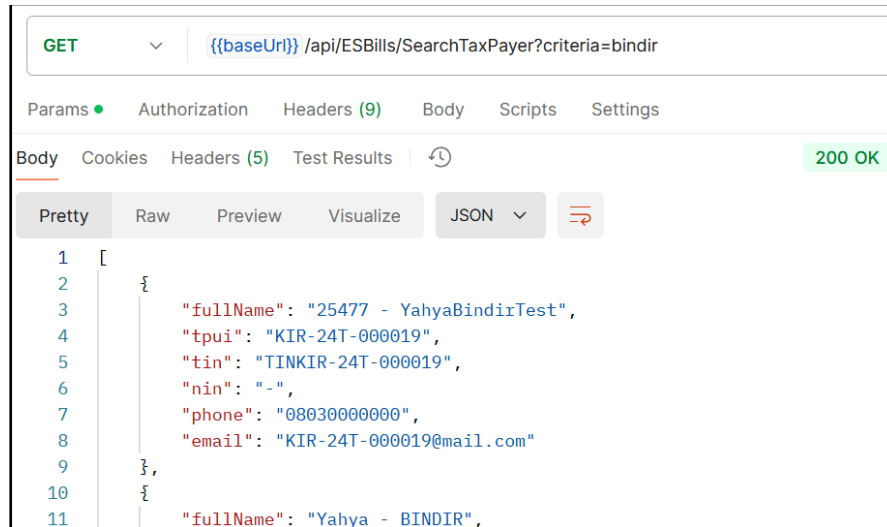 GET {{baseUrl}} /api/ESBills/SearchTaxPayer?criteria=bindir
Params Authorization Headers (9) Body Scripts Settings
Body Cookies Headers (5) Test Results 200 OK
Pretty Raw Preview Visualize JSON
1 [
2 {
3 "fullName": "25477 - YahyaBindirTest",
4 "tpui": "KIR-24T-000019",
5 "tin": "TINKIR-24T-000019",
6 "nin": "-",
7 "phone": "08030000000",
8 "email": "KIR-24T-000019@mail.com"
9 },
10 {
11 "fullName": "Yahya - BINDIR",